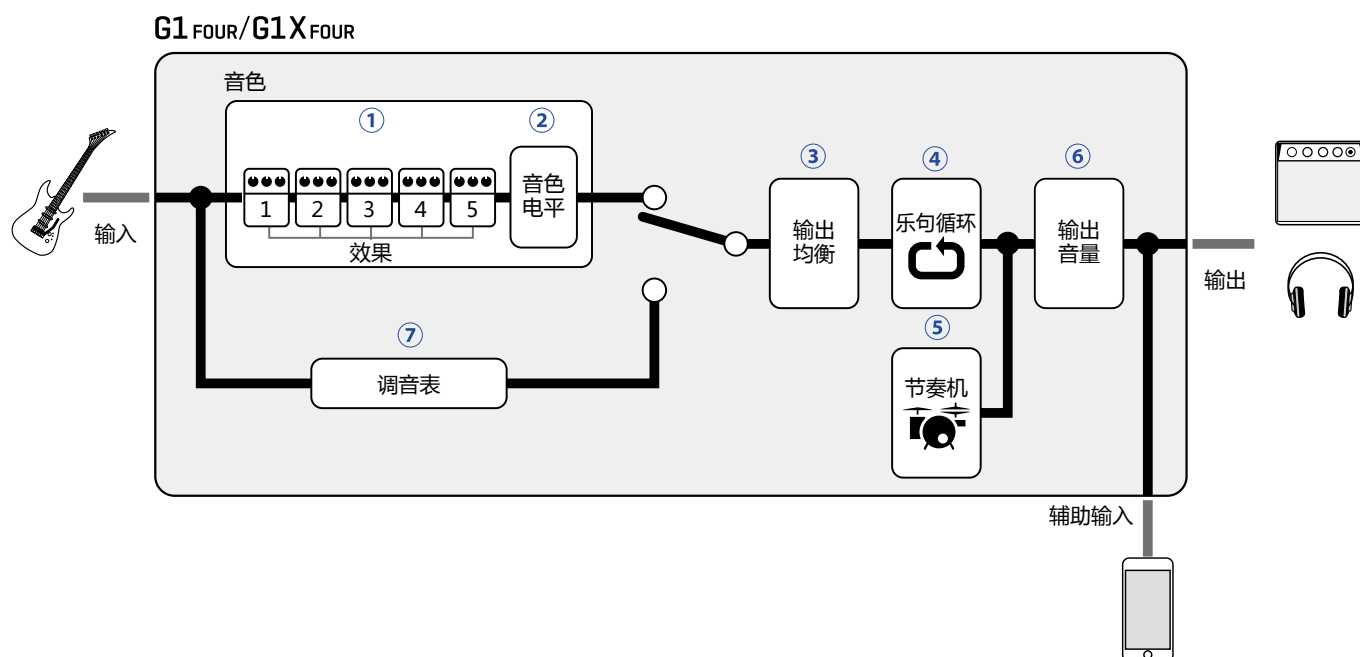 G1 FOUR/G1X FOUR
音色
①
②
③
④
⑥
1 2 3 4 5
效果
音色
电平
输入
输出
均衡
乐句循环
输出
音量
输出
⑤
节奏机
⑦
调音表
辅助输入